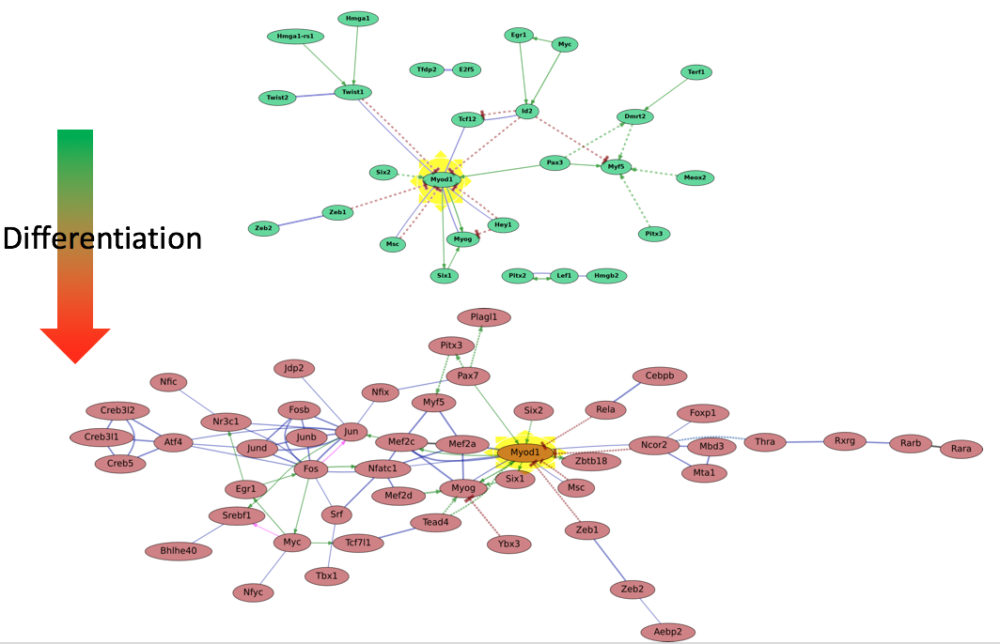 Hmga1
Hmga1-rs1
Egr1
Myc
Tfdp2
E2f5
Terf1
Twist1
Twist2
Id2
Tcf12
Dmrt2
Pax3
Myf5
Six2
Myod1
Meox2
Zeb1
Zeb2
Hey1
Msc
Myog
Pitx3
Six1
Pitx2
Lef1
Hmgb2
Differentiation
Plagl1
Pitx3
Jdp2
Pax7
Cebpb
Nfic
Nfix
Myf5
Creb3l2
Fosb
Six2
Rela
Foxp1
Nr3c1
Jun
Creb3l1
Atf4
Junb
Jund
Mef2c
Mef2a
Ncor2
Mbd3
Thra
Rxrg
Rarb
Rara
Myod1
Creb5
Fos
Nfatc1
Zbtb18
Mta1
Six1
Egr1
Mef2d
Myog
Msc
Srebf1
Srf
Tead4
Zeb1
Bhlhe40
Myc
Tcf7l1
Ybx3
Tbx1
Nfyc
Zeb2
Aebp2